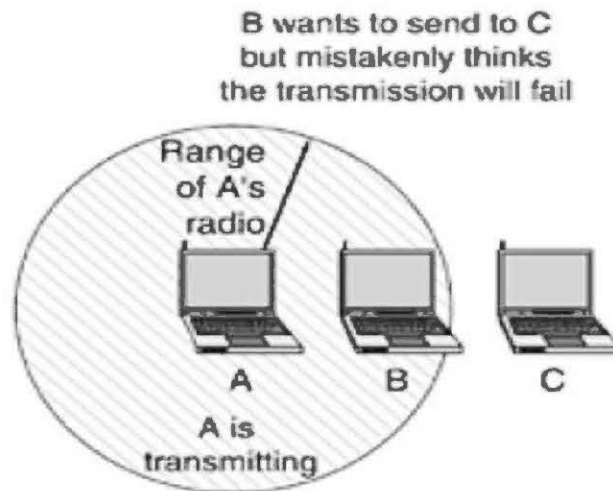 B wants to send to C
but mistakenly thinks
the transmission will fail
Range
of A's
radio
A
B
C
A is
transmitting